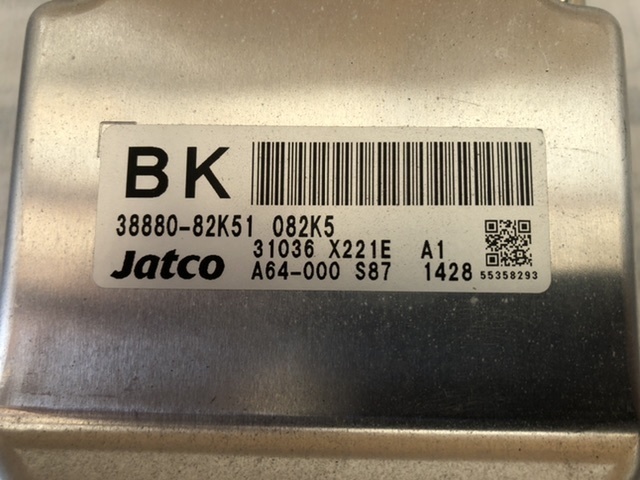 BK
38880-82K51 082K5
31036 X221E A1
Jatco A64-000 S87 1428 55358293